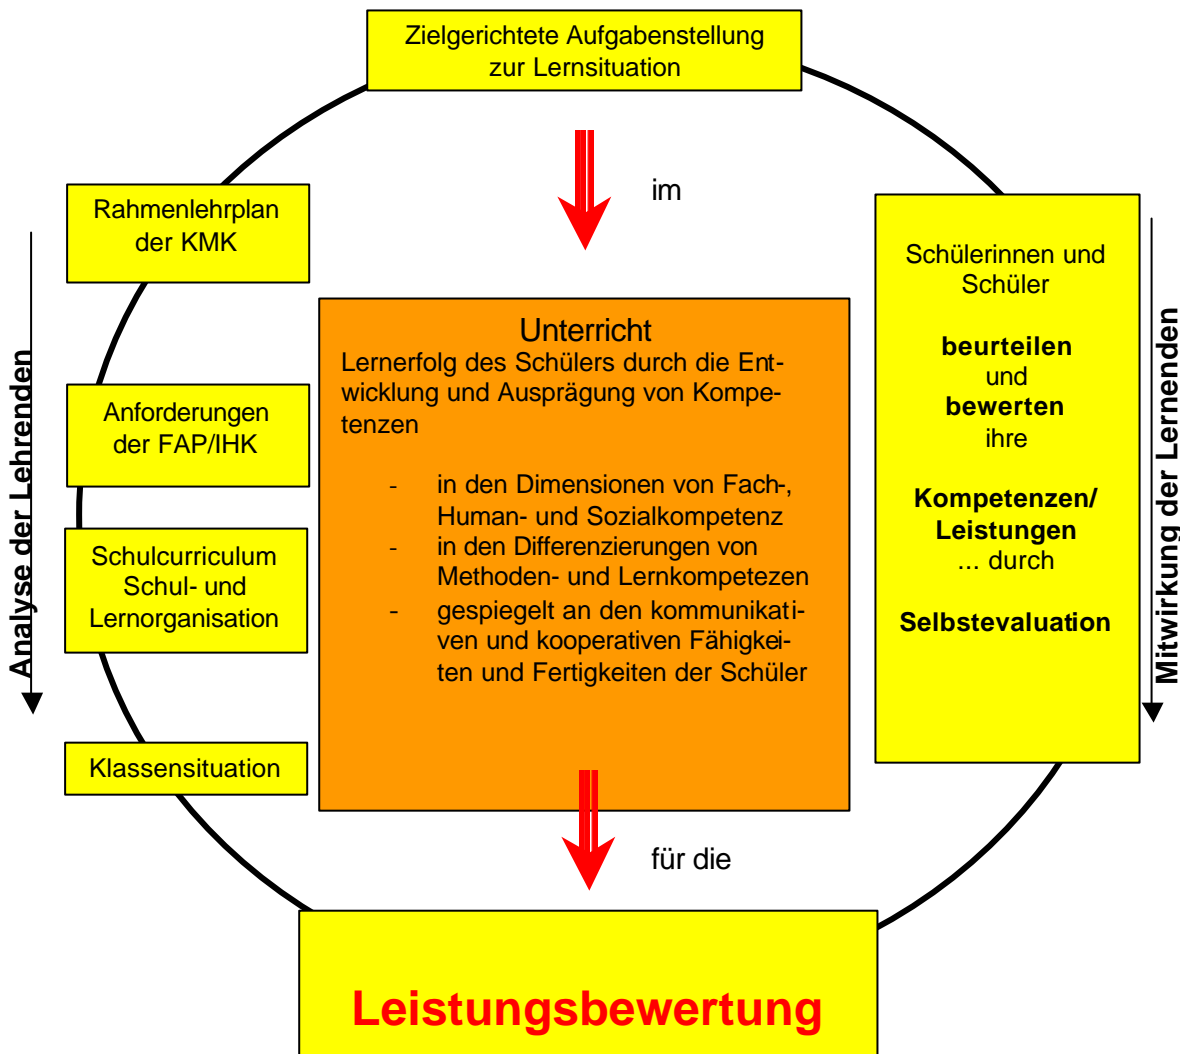 Zielgerichtete Aufgabenstellung
zur Lernsituation
im
Analyse der Lehrenden
Rahmenlehrplan
der KMK
Anforderungen
der FAP/IHK
Schulcurriculum
Schul- und
Lernorganisation
Klassensituation
Unterricht
Lernerfolg des Schülers durch die Ent-
wicklung und Ausprägung von Kompe-
tenzen
- in den Dimensionen von Fach-,
Human- und Sozialkompetenz
- in den Differenzierungen von
Methoden- und Lernkompetezen
- gespiegelt an den kommunikati-
ven und kooperativen Fähigkei-
ten und Fertigkeiten der Schüler
Schülerinnen und
Schüler
beurteilen
und
bewerten
ihre
Kompetenzen/
Leistungen
... durch
Selbstevaluation
Mitwirkung der Lernenden
für die
Leistungsbewertung